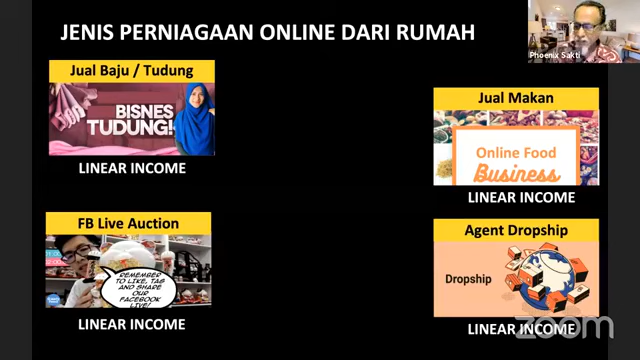 JENIS PERNIAGAAN ONLINE DARI RUMAH
Phoenix Sakti
Jual Baju / Tudung
BISNES
TUDUNG!
LINEAR INCOME
Jual Makan
Online Food
Business
LINEAR INCOME
FB Live Auction
REMEMBER
TO LIKE, TAG
AND SHARE
OUR
FACEBOOK
LIVE!
LINEAR INCOME
Agent Dropship
Dropship
LINEAR INCOME
zoom